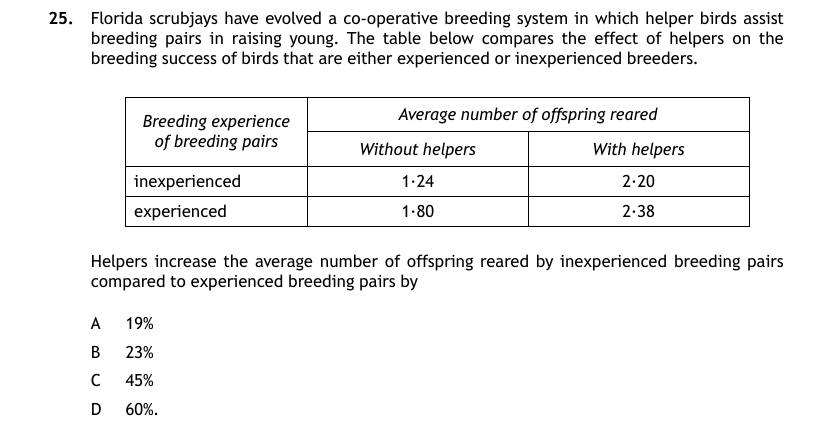 25. Florida scrubjays have evolved a co-operative breeding system in which helper birds assist
breeding pairs in raising young. The table below compares the effect of helpers on the
breeding success of birds that are either experienced or inexperienced breeders.
Breeding experience
of breeding pairs
Average number of offspring reared
Without helpers With helpers
inexperienced 1·24 2·20
experienced 1·80 2·38
Helpers increase the average number of offspring reared by inexperienced breeding pairs
compared to experienced breeding pairs by
A 19%
B 23%
C 45%
D 60%.